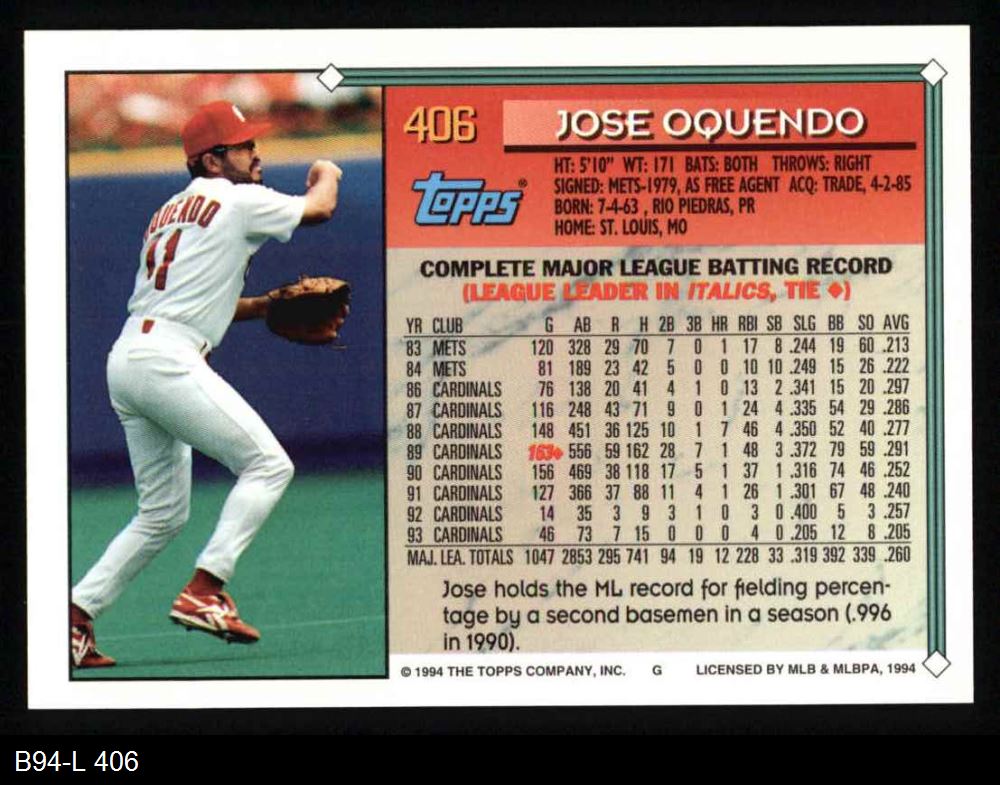 406 JOSE OQUENDO
Topps®
HT: 5'10" WT: 171 BATS: BOTH THROWS: RIGHT
SIGNED: METS-1979, AS FREE AGENT ACQ: TRADE, 4-2-85
BORN: 7-4-63 , RIO PIEDRAS, PR
HOME: ST. LOUIS, MO
OQUENDO
11
COMPLETE MAJOR LEAGUE BATTING RECORD
(LEAGUE LEADER IN ITALICS, TIE ♦)
YR CLUB G AB R H 2B 3B HR RBI SB SLG BB SO AVG
83 METS 120 328 29 70 7 0 1 17 8 .244 19 60 .213
84 METS 81 189 23 42 5 0 0 10 10 .249 15 26 .222
86 CARDINALS 76 138 20 41 4 1 0 13 2 .341 15 20 .297
87 CARDINALS 116 248 43 71 9 0 1 24 4 .335 54 29 .286
88 CARDINALS 148 451 36 125 10 1 7 46 4 .350 52 40 .277
89 CARDINALS 163♦ 556 59 162 28 7 1 48 3 .372 79 59 .291
90 CARDINALS 156 469 38 118 17 5 1 37 1 .316 74 46 .252
91 CARDINALS 127 366 37 88 11 4 1 26 1 .301 67 48 .240
92 CARDINALS 14 35 3 9 3 1 0 3 0 .400 5 3 .257
93 CARDINALS 46 73 7 15 0 0 0 4 0 .205 12 8 .205
MAJ. LEA. TOTALS 1047 2853 295 741 94 19 12 228 33 .319 392 339 .260
Jose holds the ML record for fielding percen-
tage by a second basemen in a season (.996
in 1990).
© 1994 THE TOPPS COMPANY, INC. G LICENSED BY MLB & MLBPA, 1994
B94-L 406